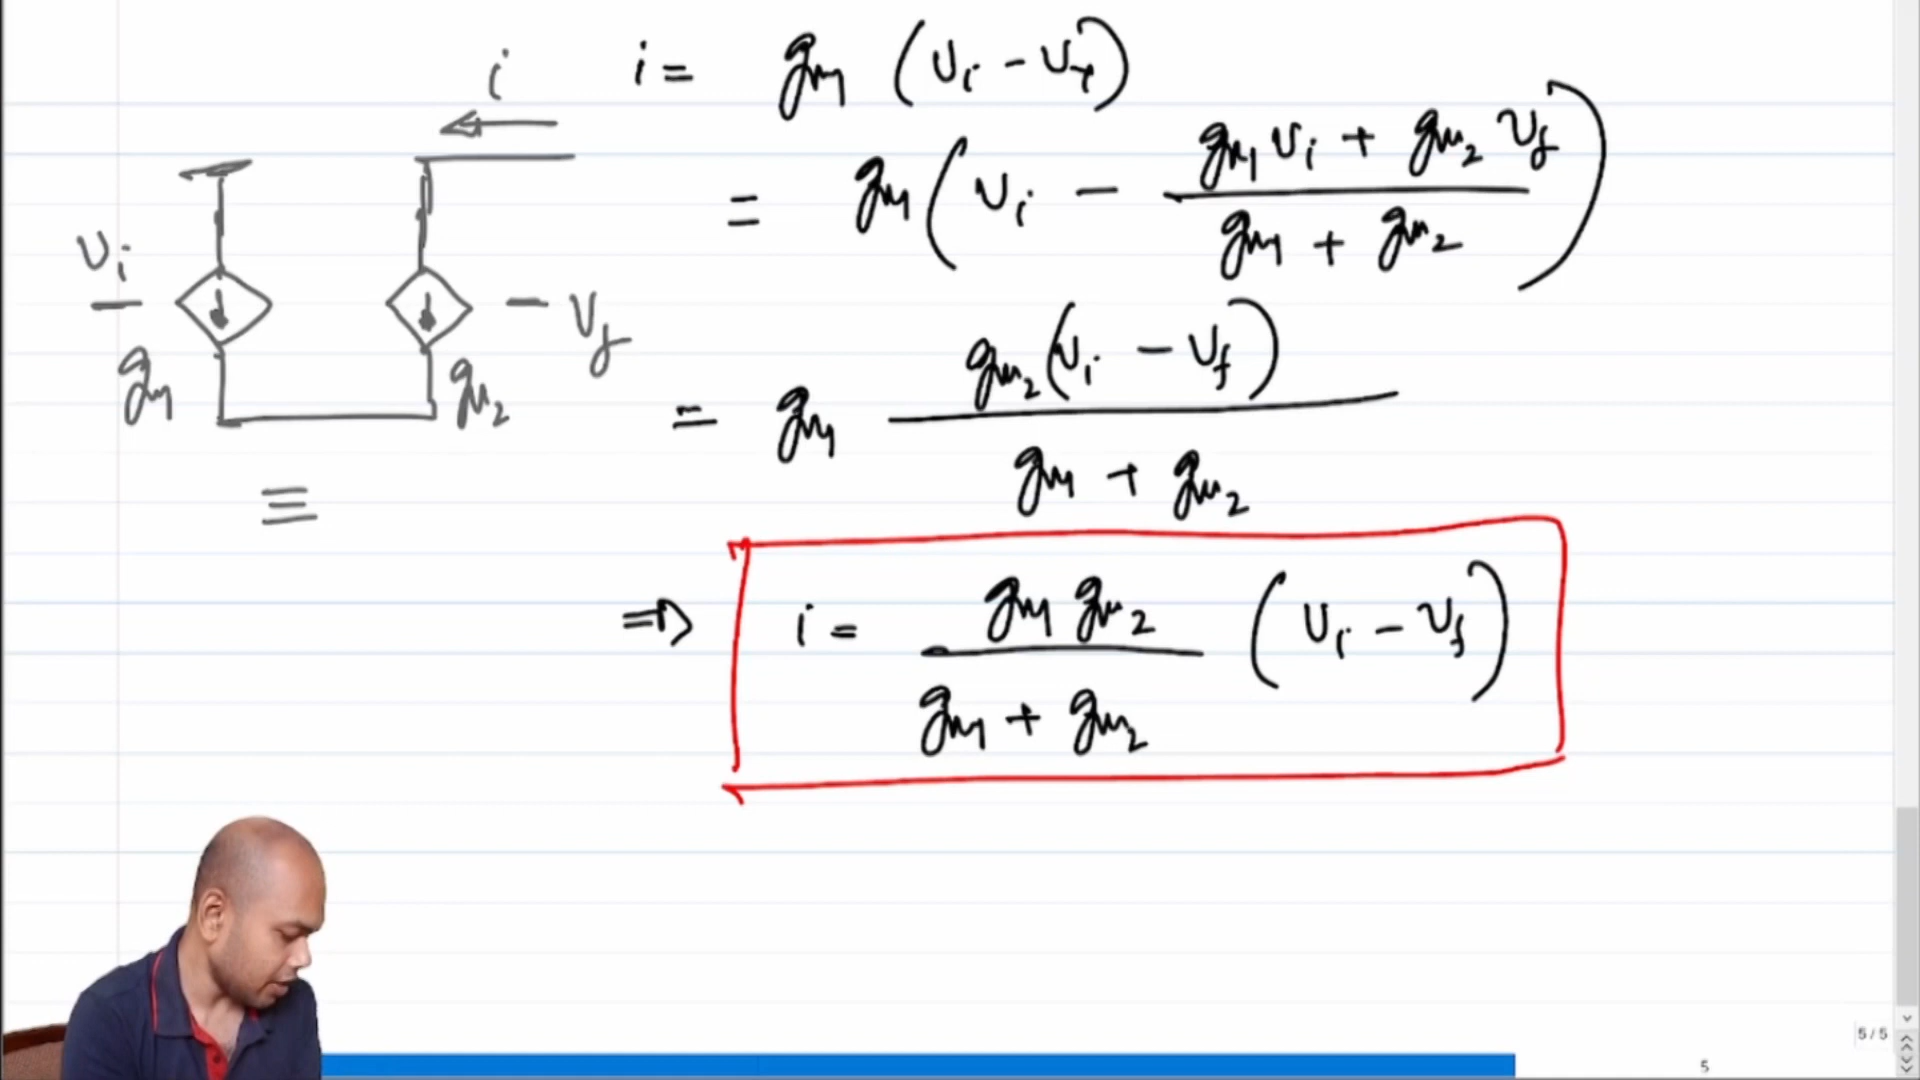 i
i = gm1 (vi - vx)
= gm1 (vi - (gm1 vi + gm2 vf) / (gm1 + gm2))
vi
vf
gm1
gm2
= gm1 gm2 (vi - vf) / (gm1 + gm2)
≡
⇒ i = gm1 gm2 / (gm1 + gm2) (vi - vf)
5 / 5
5